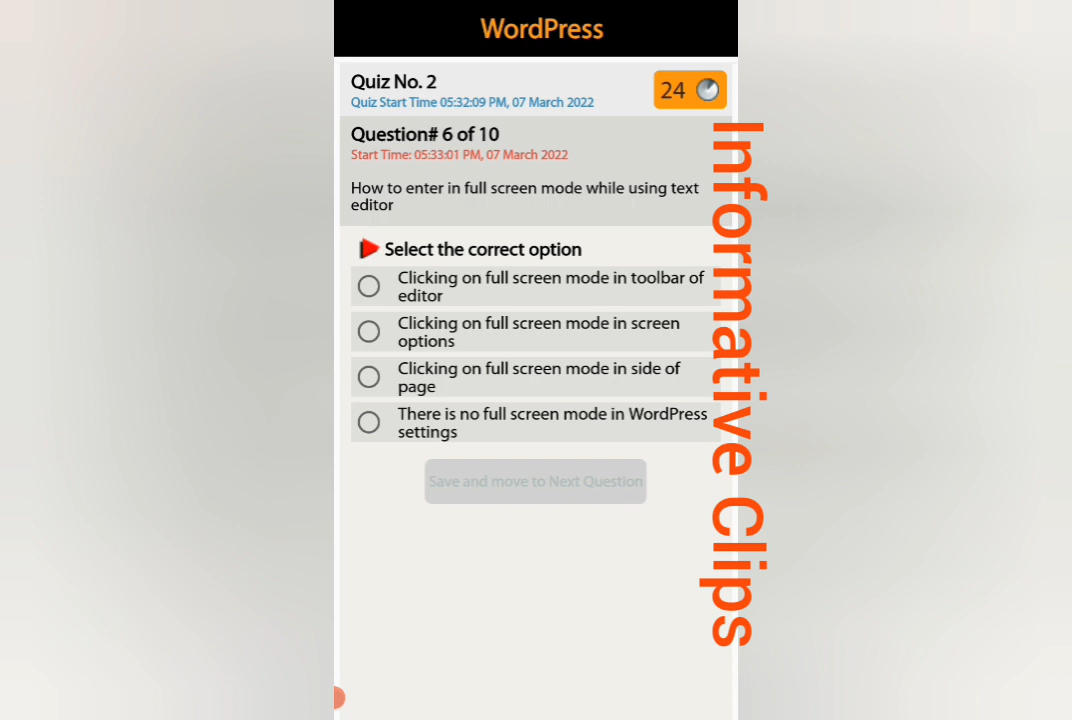 WordPress
Quiz No. 2
Quiz Start Time 05:32:09 PM, 07 March 2022
24
Question# 6 of 10
Start Time: 05:33:01 PM, 07 March 2022
How to enter in full screen mode while using text
editor
Select the correct option
Clicking on full screen mode in toolbar of
editor
Clicking on full screen mode in screen
options
Clicking on full screen mode in side of
page
There is no full screen mode in WordPress
settings
Save and move to Next Question
Informative Clips